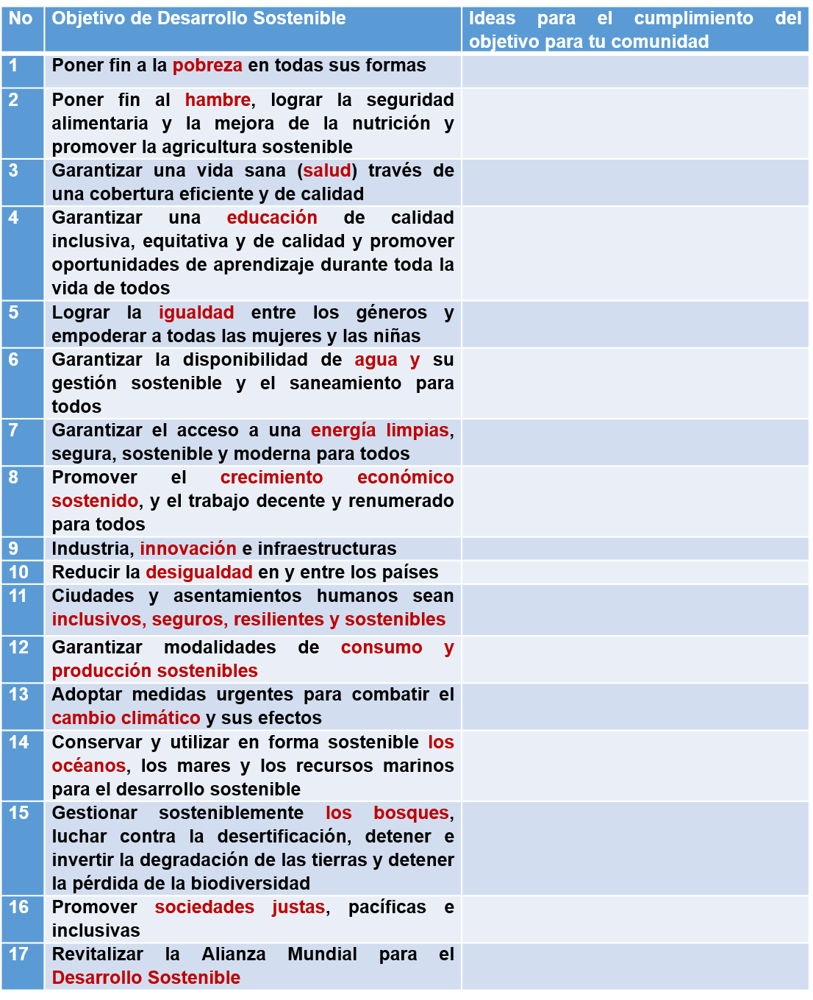 No Objetivo de Desarrollo Sostenible Ideas para el cumplimiento del
objetivo para tu comunidad
1 Poner fin a la pobreza en todas sus formas
2 Poner fin al hambre, lograr la seguridad
alimentaria y la mejora de la nutrición y
promover la agricultura sostenible
3 Garantizar una vida sana (salud) través de
una cobertura eficiente y de calidad
4 Garantizar una educación de calidad
inclusiva, equitativa y de calidad y promover
oportunidades de aprendizaje durante toda la
vida de todos
5 Lograr la igualdad entre los géneros y
empoderar a todas las mujeres y las niñas
6 Garantizar la disponibilidad de agua y su
gestión sostenible y el saneamiento para
todos
7 Garantizar el acceso a una energía limpias,
segura, sostenible y moderna para todos
8 Promover el crecimiento económico
sostenido, y el trabajo decente y renumerado
para todos
9 Industria, innovación e infraestructuras
10 Reducir la desigualdad en y entre los países
11 Ciudades y asentamientos humanos sean
inclusivos, seguros, resilientes y sostenibles
12 Garantizar modalidades de consumo y
producción sostenibles
13 Adoptar medidas urgentes para combatir el
cambio climático y sus efectos
14 Conservar y utilizar en forma sostenible los
océanos, los mares y los recursos marinos
para el desarrollo sostenible
15 Gestionar sosteniblemente los bosques,
luchar contra la desertificación, detener e
invertir la degradación de las tierras y detener
la pérdida de la biodiversidad
16 Promover sociedades justas, pacíficas e
inclusivas
17 Revitalizar la Alianza Mundial para el
Desarrollo Sostenible